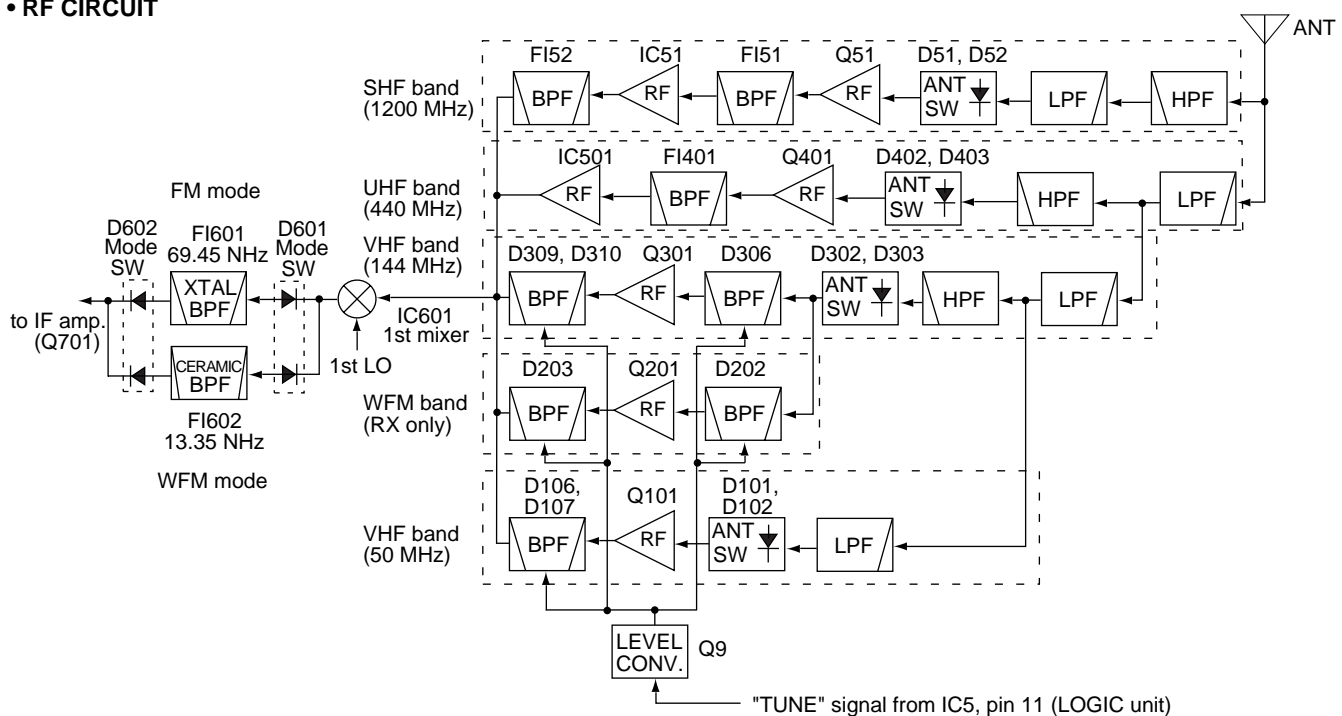 • RF CIRCUIT
ANT
SHF band
(1200 MHz)
FI52
BPF
IC51
RF
FI51
BPF
Q51
RF
D51, D52
ANT
SW
LPF
HPF
UHF band
(440 MHz)
IC501
RF
FI401
BPF
Q401
RF
D402, D403
ANT
SW
HPF
LPF
VHF band
(144 MHz)
D309, D310
BPF
Q301
RF
D306
BPF
D302, D303
ANT
SW
HPF
LPF
FM mode
D602
Mode
SW
FI601
69.45 NHz
XTAL
BPF
D601
Mode
SW
to IF amp.
(Q701)
CERAMIC
BPF
FI602
13.35 NHz
WFM mode
1st LO
IC601
1st mixer
WFM band
(RX only)
D203
BPF
Q201
RF
D202
BPF
VHF band
(50 MHz)
D106,
D107
BPF
Q101
RF
D101,
D102
ANT
SW
LPF
LEVEL
CONV.
Q9
"TUNE" signal from IC5, pin 11 (LOGIC unit)